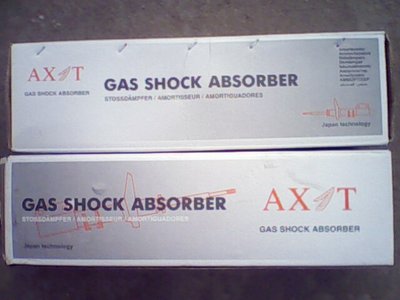 AXIT
GAS SHOCK ABSORBER
GAS SHOCK ABSORBER
STOSSDÄMPFER / AMORTISSEUR / AMORTIGUADORES
Japan technology
GAS SHOCK ABSORBER
STOSSDÄMPFER / AMORTISSEUR / AMORTIGUADORES
Japan technology
AXIT
GAS SHOCK ABSORBER